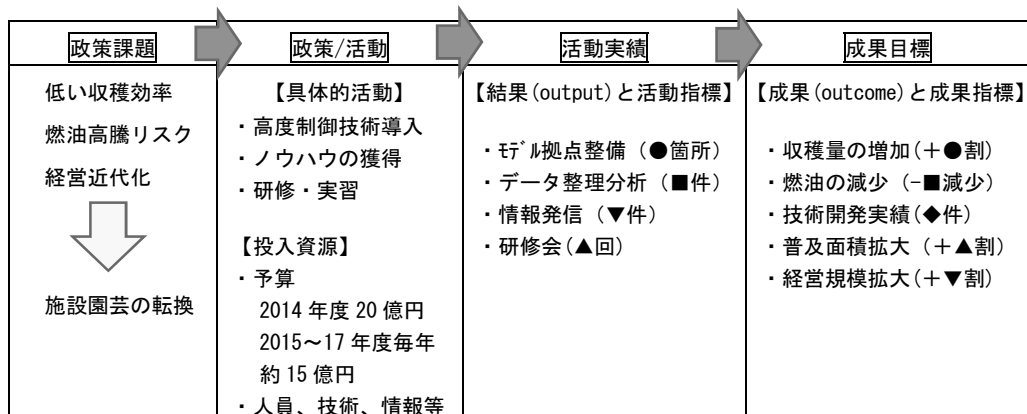 政策課題
低い収穫効率
燃油高騰リスク
経営近代化
施設園芸の転換
政策/活動
【具体的活動】
・高度制御技術導入
・ノウハウの獲得
・研修・実習
【投入資源】
・予算
2014 年度 20 億円
2015～17 年度毎年
約 15 億円
・人員、技術、情報等
活動実績
【結果(output)と活動指標】
・ﾓﾃﾞﾙ拠点整備（●箇所）
・データ整理分析（■件）
・情報発信（▼件）
・研修会(▲回)
成果目標
【成果(outcome)と成果指標】
・収穫量の増加(＋●割)
・燃油の減少（-■減少）
・技術開発実績(◆件)
・普及面積拡大（＋▲割）
・経営規模拡大(＋▼割)